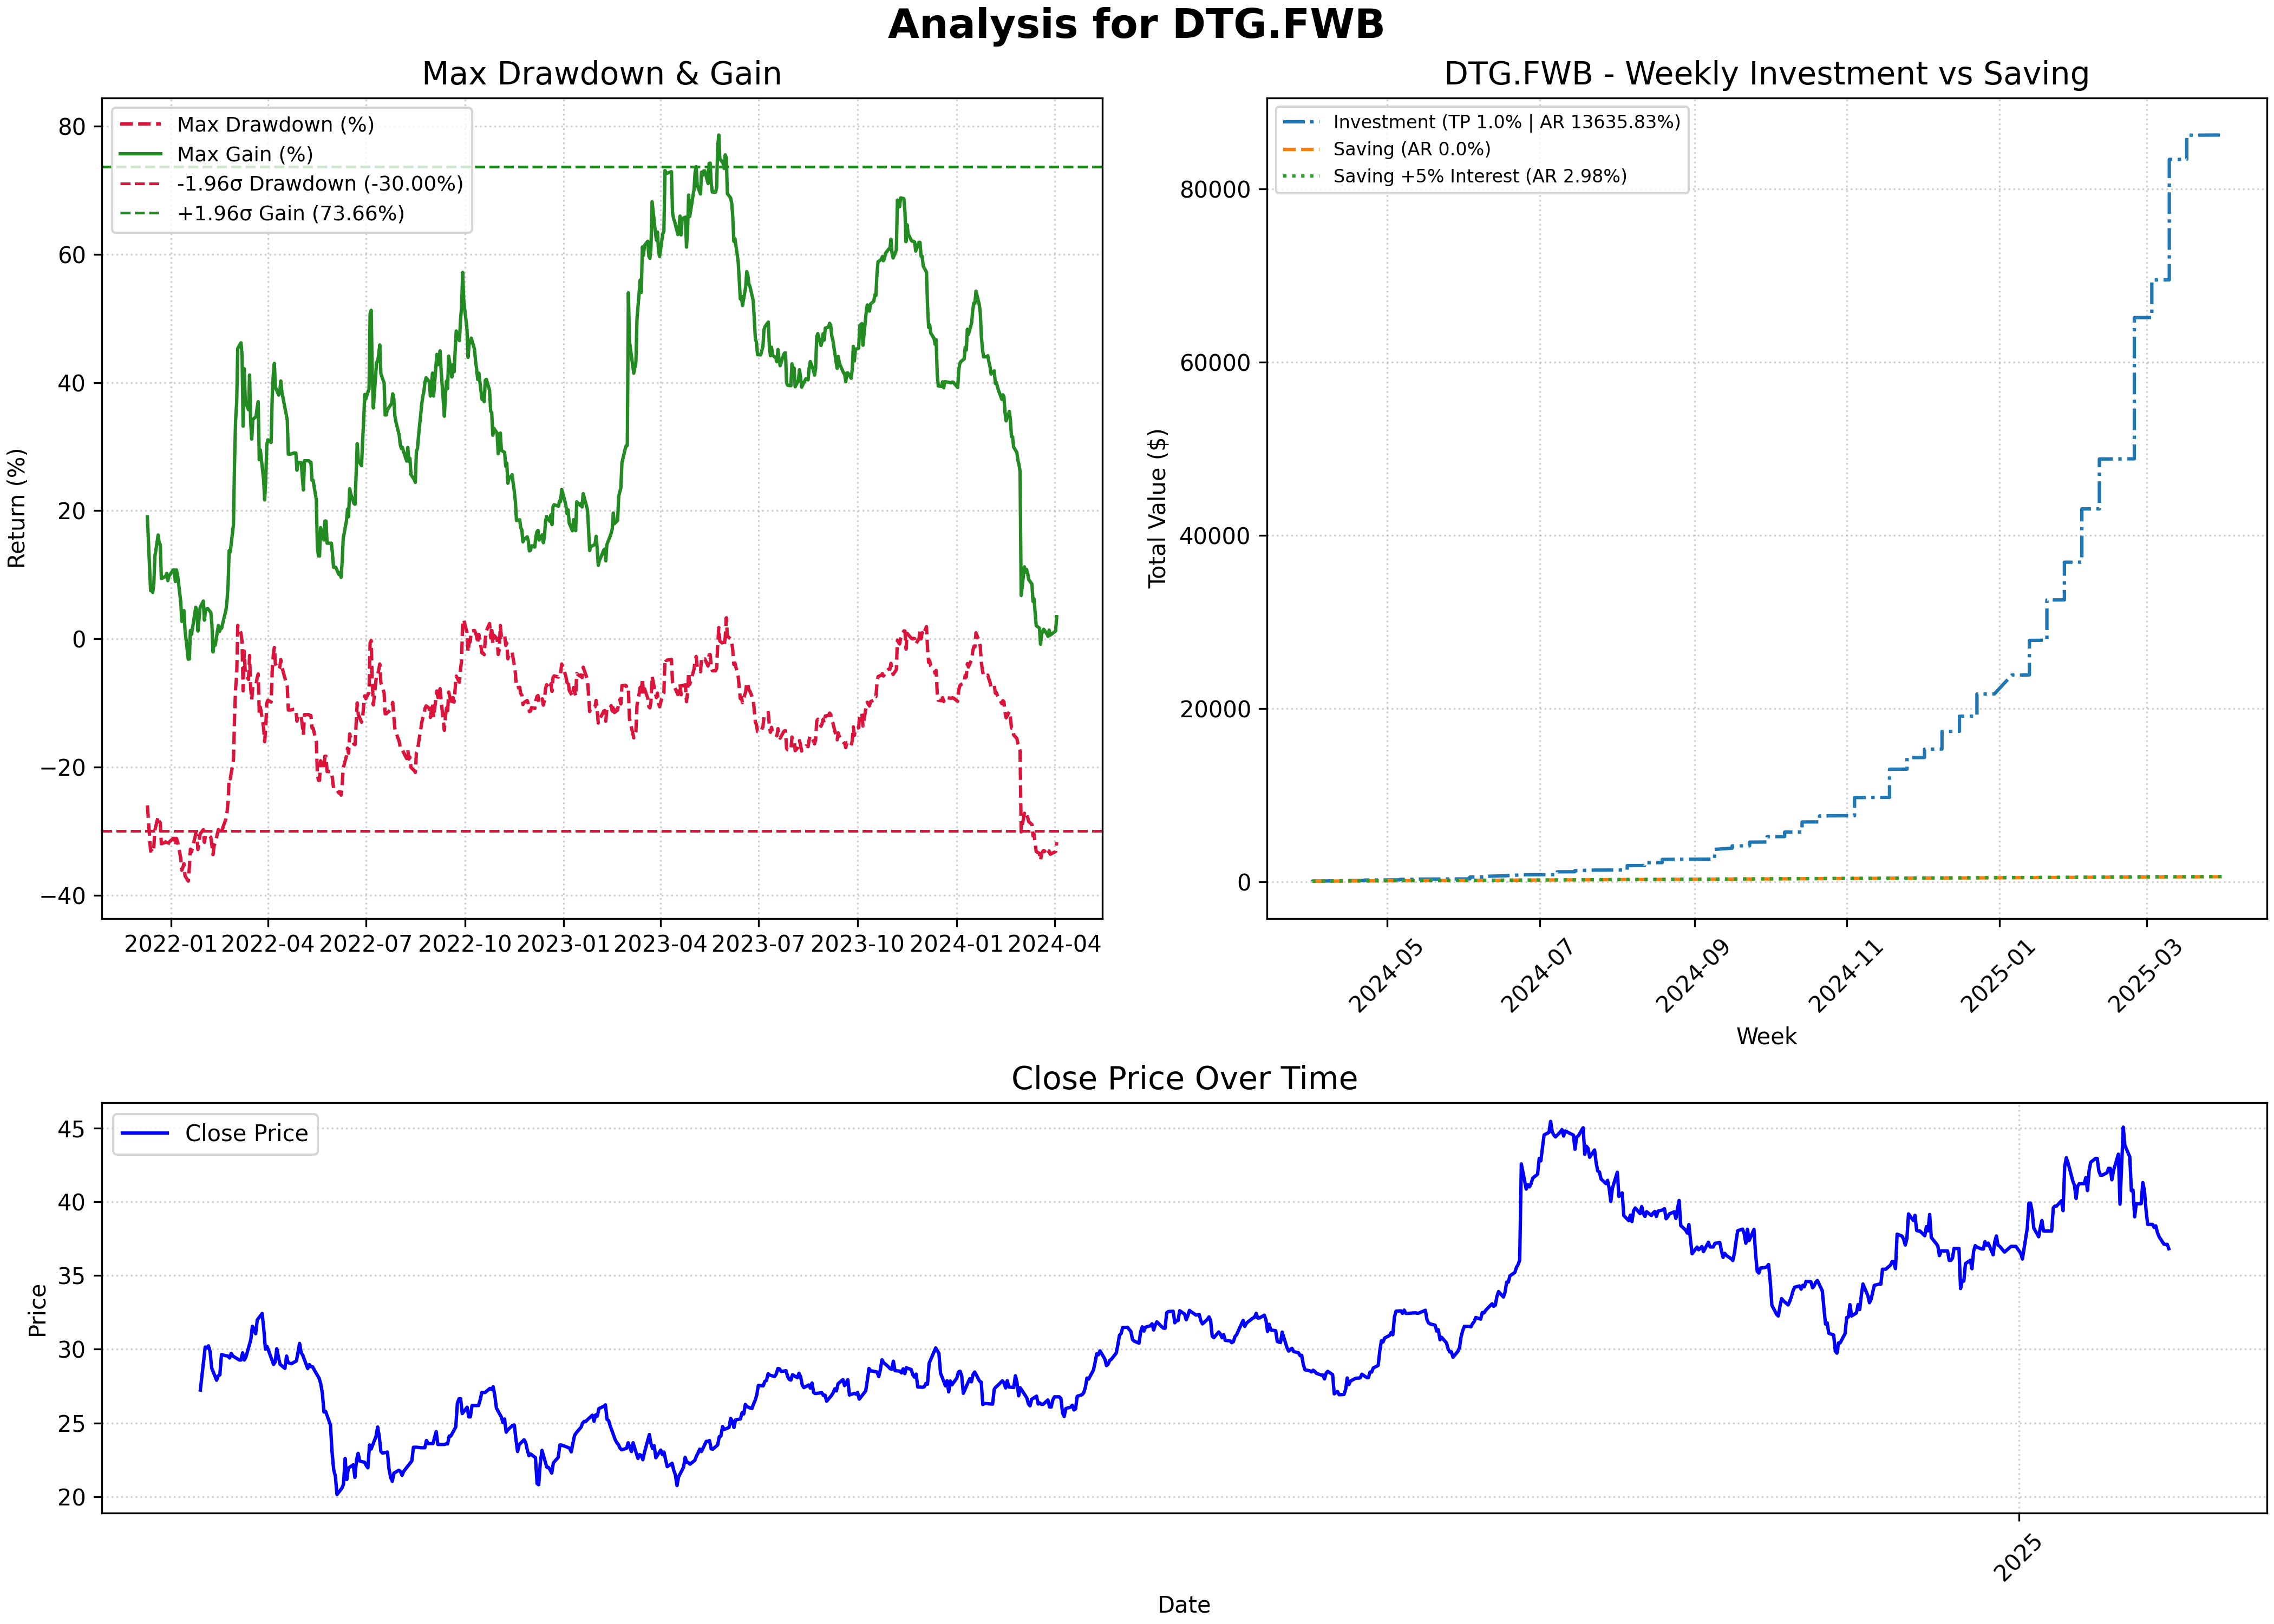 Analysis for DTG.FWB
Max Drawdown & Gain
Max Drawdown (%)
Max Gain (%)
-1.96σ Drawdown (-30.00%)
+1.96σ Gain (73.66%)
Return (%)
80
60
40
20
0
−20
−40
2022-01 2022-04 2022-07 2022-10 2023-01 2023-04 2023-07 2023-10 2024-01 2024-04
DTG.FWB - Weekly Investment vs Saving
Investment (TP 1.0% | AR 13635.83%)
Saving (AR 0.0%)
Saving +5% Interest (AR 2.98%)
Total Value ($)
80000
60000
40000
20000
0
2024-05 2024-07 2024-09 2024-11 2025-01 2025-03
Week
Close Price Over Time
Close Price
Price
45
40
35
30
25
20
2025
Date